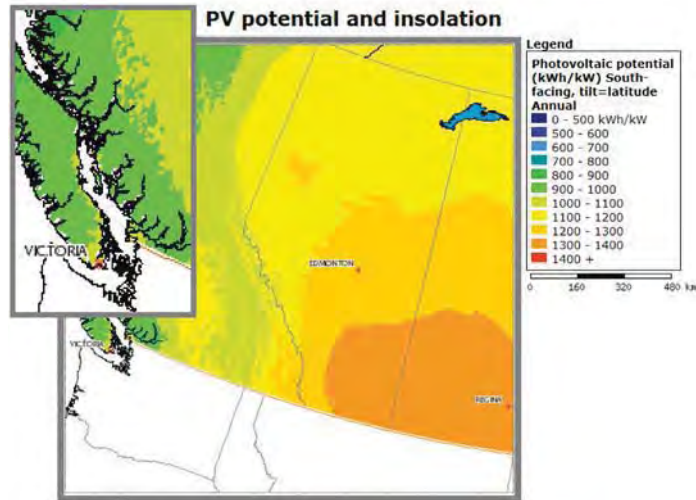 PV potential and insolation
Legend
Photovoltaic potential
(kWh/kW) South-
facing, tilt=latitude
Annual
0 - 500 kWh/kW
500 - 600
600 - 700
700 - 800
800 - 900
900 - 1000
1000 - 1100
1100 - 1200
1200 - 1300
1300 - 1400
1400 +
0 160 320 480 km
VICTORIA
EDMONTON
VICTORIA
REGINA